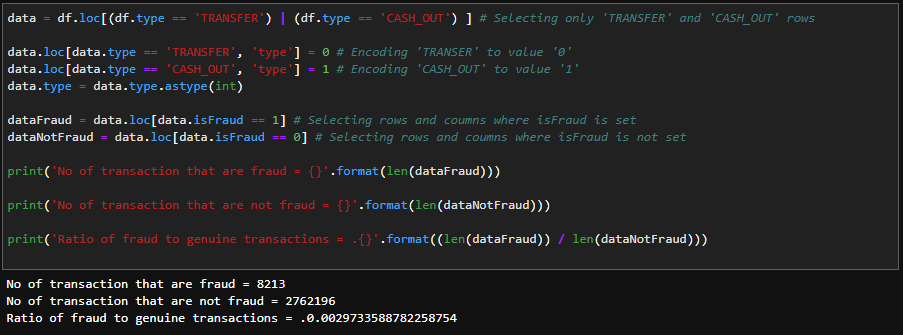 data = df.loc[(df.type == 'TRANSFER') | (df.type == 'CASH_OUT') ] # Selecting only 'TRANSFER' and 'CASH_OUT' rows
data.loc[data.type == 'TRANSFER', 'type'] = 0 # Encoding 'TRANSER' to value '0'
data.loc[data.type == 'CASH_OUT', 'type'] = 1 # Encoding 'CASH_OUT' to value '1'
data.type = data.type.astype(int)
dataFraud = data.loc[data.isFraud == 1] # Selecting rows and coumns where isFraud is set
dataNotFraud = data.loc[data.isFraud == 0] # Selecting rows and coumns where isFraud is not set
print('No of transaction that are fraud = {}'.format(len(dataFraud)))
print('No of transaction that are not fraud = {}'.format(len(dataNotFraud)))
print('Ratio of fraud to genuine transactions = .{}'.format((len(dataFraud)) / len(dataNotFraud)))
No of transaction that are fraud = 8213
No of transaction that are not fraud = 2762196
Ratio of fraud to genuine transactions = .0.0029733588782258754